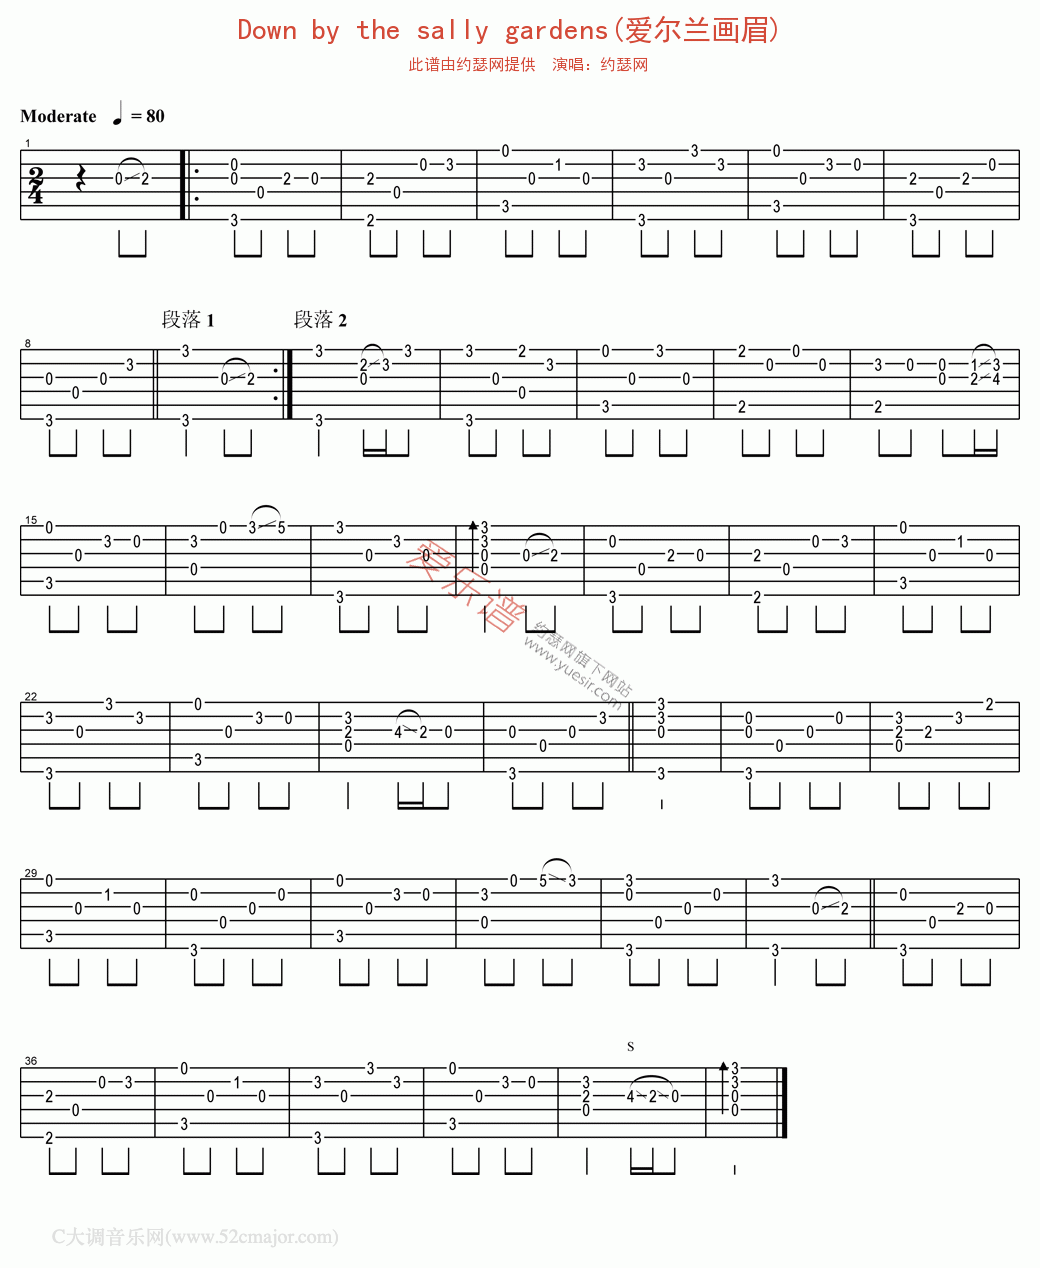 Down by the sally gardens(爱尔兰画眉)
此谱由约瑟网提供 演唱：约瑟网
Moderate ♩ = 80
1
2
4
0 2 0 0 3 0 2 0 2 2 0 0 3 0 3 0 1 0 3 3 0 3 3 0 3 0 3 0 2 3 0 2 0
段落 1 段落 2
8
0 3 0 0 3 3 3 0 2 3 3 2 0 3 3 3 3 0 2 0 3 0 3 0 3 0 2 2 0 0 0 3 2 0 0 0 1 2 3 4
15
0 3 0 3 0 3 0 0 3 5 3 3 0 3 0 3 3 0 0 0 2 0 3 0 2 0 2 2 0 0 3 0 3 0 1 0
爱乐谱
约瑟网旗下网站
www.yuesir.com
22
3 3 0 3 3 0 3 0 3 0 3 2 0 4 2 0 0 3 0 0 3 3 3 0 3 0 0 3 0 0 0 3 2 0 2 3 2
29
0 3 0 1 0 0 3 0 0 0 0 3 0 3 0 3 0 0 5 3 3 0 3 0 0 0 3 3 0 2 0 3 0 2 0
S
36
2 2 0 0 3 0 3 0 1 0 3 3 0 3 3 0 3 0 3 0 3 2 0 4 2 0 3 3 0 0
C大调音乐网(www.52cmajor.com)